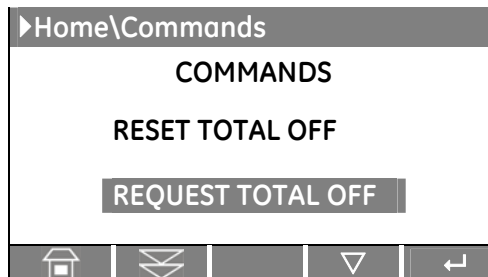 Home\Commands
COMMANDS
RESET TOTAL OFF
REQUEST TOTAL OFF